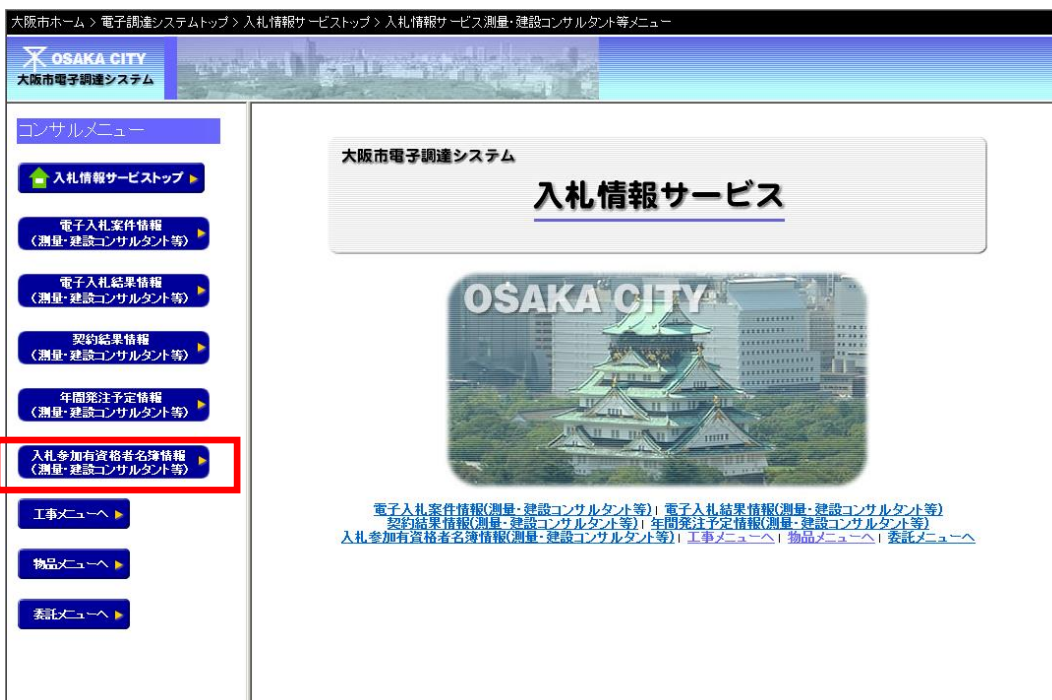 大阪市ホーム > 電子調達システムトップ > 入札情報サービストップ > 入札情報サービス測量・建設コンサルタント等メニュー
OSAKA CITY
大阪市電子調達システム
コンサルメニュー
入札情報サービストップ
電子入札案件情報
(測量・建設コンサルタント等)
電子入札結果情報
(測量・建設コンサルタント等)
契約結果情報
(測量・建設コンサルタント等)
年間発注予定情報
(測量・建設コンサルタント等)
入札参加有資格者名簿情報
(測量・建設コンサルタント等)
工事メニューへ
物品メニューへ
委託メニューへ
大阪市電子調達システム
入札情報サービス
OSAKA CITY
電子入札案件情報(測量・建設コンサルタント等) | 電子入札結果情報(測量・建設コンサルタント等)
契約結果情報(測量・建設コンサルタント等) | 年間発注予定情報(測量・建設コンサルタント等)
入札参加有資格者名簿情報(測量・建設コンサルタント等) | 工事メニューへ | 物品メニューへ | 委託メニューへ